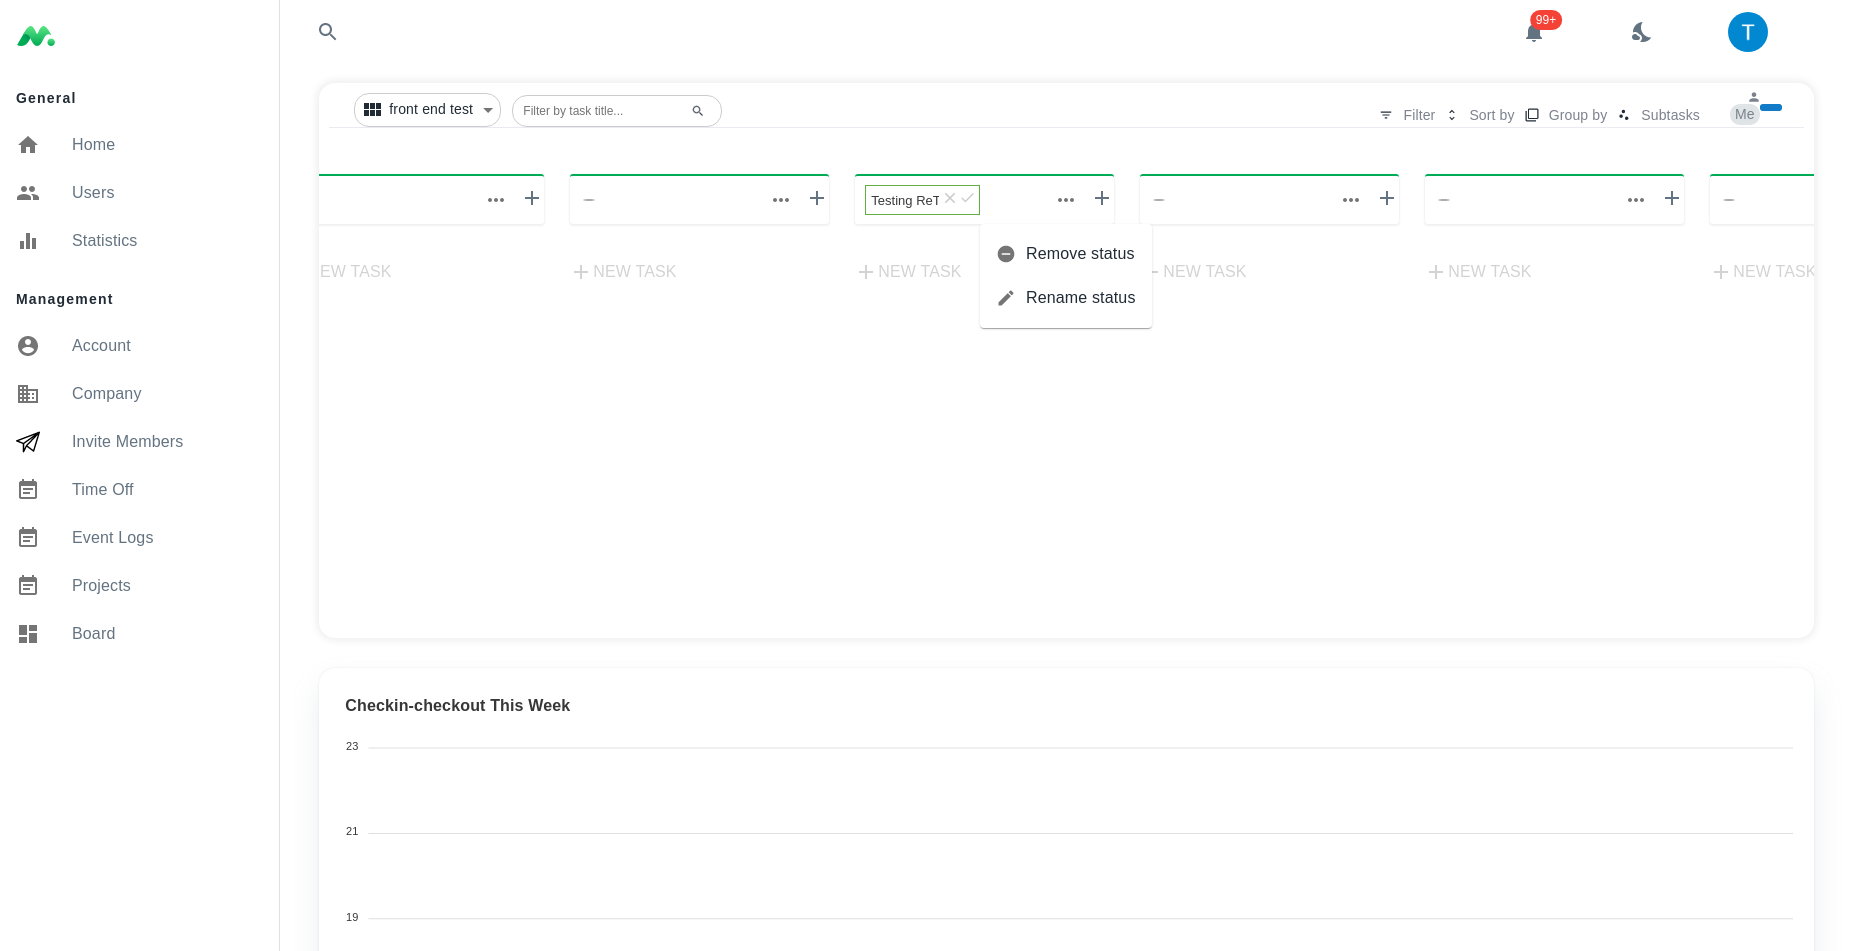 99+
T
General
Home
Users
Statistics
Management
Account
Company
Invite Members
Time Off
Event Logs
Projects
Board
front end test
Filter by task title...
Filter
Sort by
Group by
Subtasks
Me
Testing ReT
EW TASK
NEW TASK
NEW TASK
NEW TASK
NEW TASK
NEW TASK
Remove status
Rename status
Checkin-checkout This Week
23
21
19